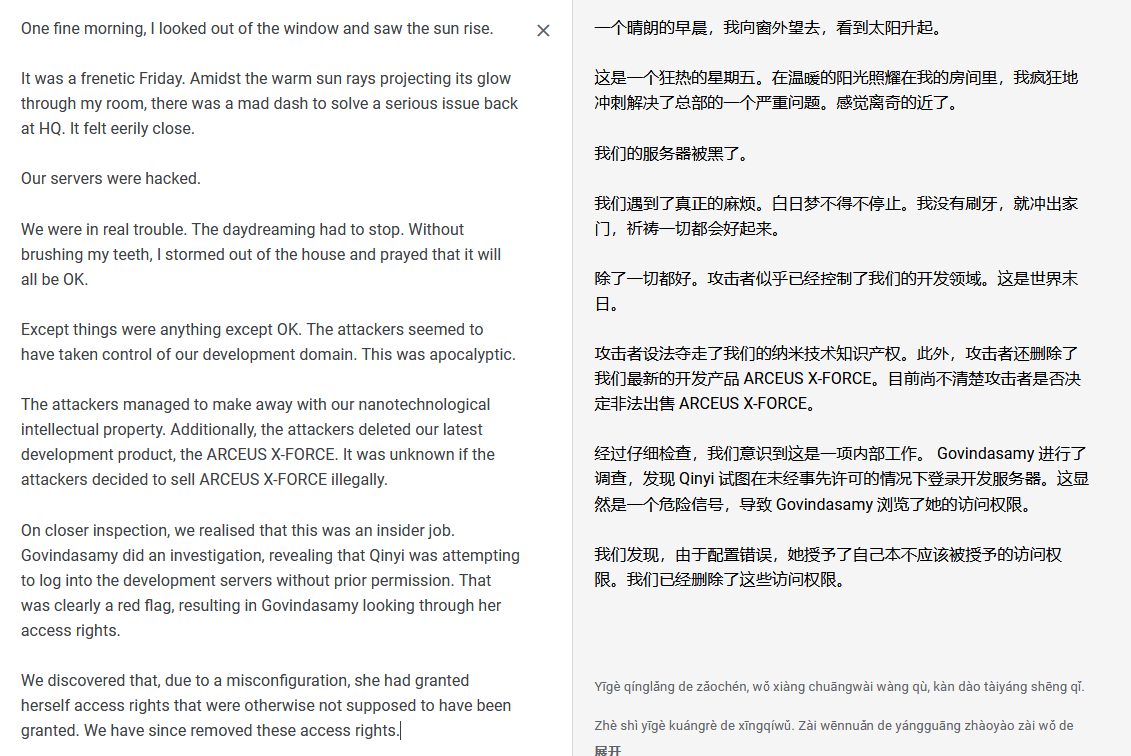 One fine morning, I looked out of the window and saw the sun rise.
It was a frenetic Friday. Amidst the warm sun rays projecting its glow
through my room, there was a mad dash to solve a serious issue back
at HQ. It felt eerily close.
Our servers were hacked.
We were in real trouble. The daydreaming had to stop. Without
brushing my teeth, I stormed out of the house and prayed that it will
all be OK.
Except things were anything except OK. The attackers seemed to
have taken control of our development domain. This was apocalyptic.
The attackers managed to make away with our nanotechnological
intellectual property. Additionally, the attackers deleted our latest
development product, the ARCEUS X-FORCE. It was unknown if the
attackers decided to sell ARCEUS X-FORCE illegally.
On closer inspection, we realised that this was an insider job.
Govindasamy did an investigation, revealing that Qinyi was attempting
to log into the development servers without prior permission. That
was clearly a red flag, resulting in Govindasamy looking through her
access rights.
We discovered that, due to a misconfiguration, she had granted
herself access rights that were otherwise not supposed to have been
granted. We have since removed these access rights.
一个晴朗的早晨，我向窗外望去，看到太阳升起。
这是一个狂热的星期五。在温暖的阳光照耀在我的房间里，我疯狂地
冲刺解决了总部的一个严重问题。感觉离奇的近了。
我们的服务器被黑了。
我们遇到了真正的麻烦。白日梦不得不停止。我没有刷牙，就冲出家
门，祈祷一切都会好起来。
除了一切都好。攻击者似乎已经控制了我们的开发领域。这是世界末
日。
攻击者设法夺走了我们的纳米技术知识产权。此外，攻击者还删除了
我们最新的开发产品 ARCEUS X-FORCE。目前尚不清楚攻击者是否决
定非法出售 ARCEUS X-FORCE。
经过仔细检查，我们意识到这是一项内部工作。 Govindasamy 进行了
调查，发现 Qinyi 试图在未经事先许可的情况下登录开发服务器。这显
然是一个危险信号，导致 Govindasamy 浏览了她的访问权限。
我们发现，由于配置错误，她授予了自己本不应该被授予的访问权
限。我们已经删除了这些访问权限。
Yīgè qínglǎng de zǎochén, wǒ xiàng chuāngwài wàng qù, kàn dào tàiyáng shēng qǐ.
Zhè shì yīgè kuángrè de xīngqíwǔ. Zài wēnnuǎn de yángguāng zhàoyào zài wǒ de
展开